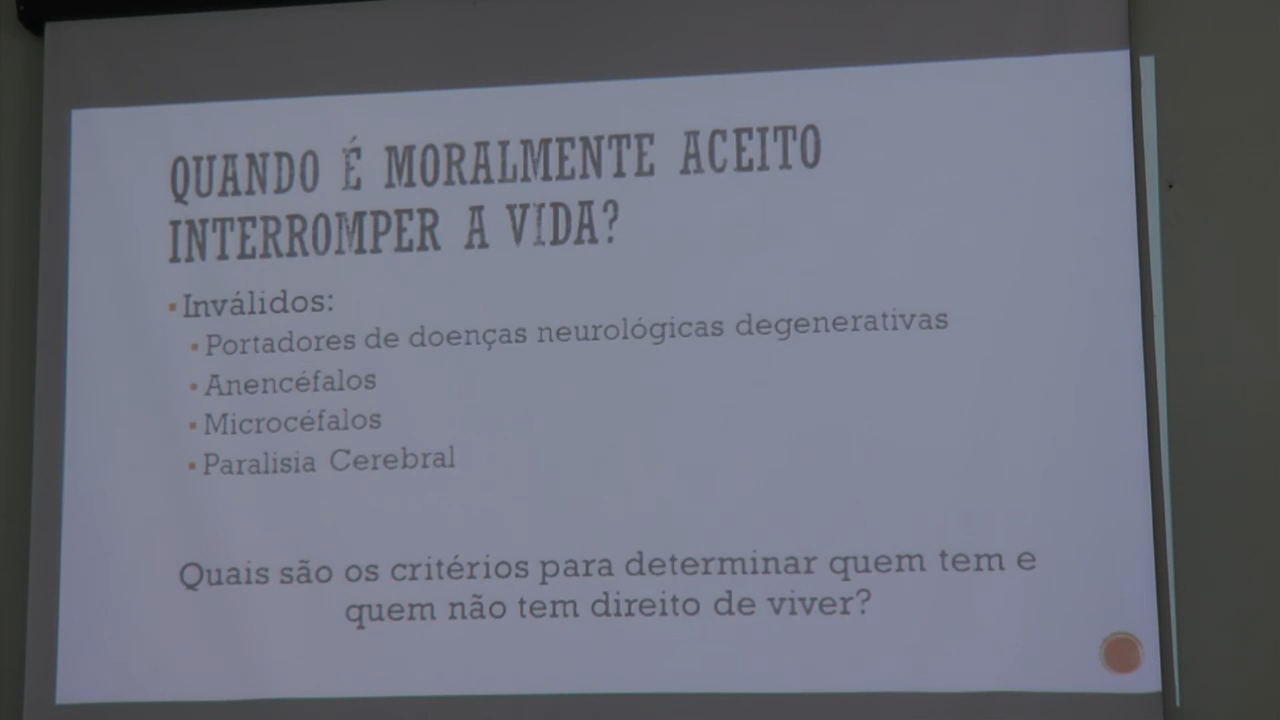 QUANDO É MORALMENTE ACEITO
INTERROMPER A VIDA?
▪ Inválidos:
▪ Portadores de doenças neurológicas degenerativas
▪ Anencéfalos
▪ Microcéfalos
▪ Paralisia Cerebral
Quais são os critérios para determinar quem tem e
quem não tem direito de viver?